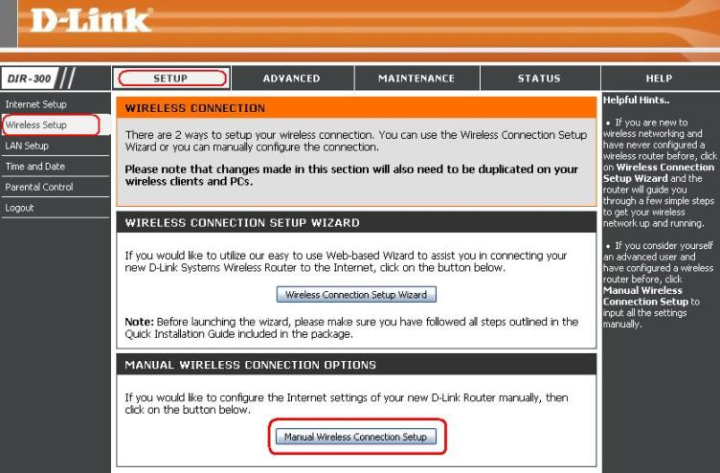 D-Link
DIR-300
SETUP
ADVANCED
MAINTENANCE
STATUS
HELP
Internet Setup
Wireless Setup
LAN Setup
Time and Date
Parental Control
Logout
WIRELESS CONNECTION
There are 2 ways to setup your wireless connection. You can use the Wireless Connection Setup
Wizard or you can manually configure the connection.
Please note that changes made in this section will also need to be duplicated on your
wireless clients and PCs.
WIRELESS CONNECTION SETUP WIZARD
If you would like to utilize our easy to use Web-based Wizard to assist you in connecting your
new D-Link Systems Wireless Router to the Internet, click on the button below.
Wireless Connection Setup Wizard
Note: Before launching the wizard, please make sure you have followed all steps outlined in the
Quick Installation Guide included in the package.
MANUAL WIRELESS CONNECTION OPTIONS
If you would like to configure the Internet settings of your new D-Link Router manually, then
click on the button below.
Manual Wireless Connection Setup
Helpful Hints..
• If you are new to
wireless networking and
have never configured a
wireless router before, click
on Wireless Connection
Setup Wizard and the
router will guide you
through a few simple steps
to get your wireless
network up and running.
• If you consider yourself
an advanced user and
have configured a wireless
router before, click
Manual Wireless
Connection Setup to
input all the settings
manually.